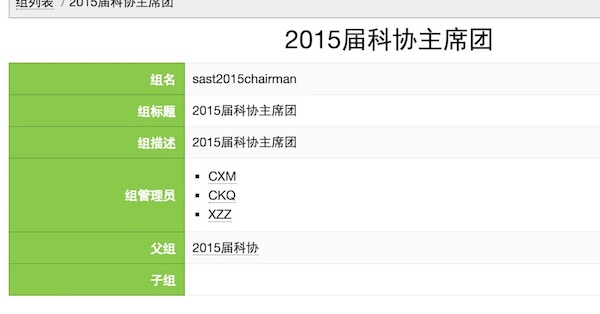 组列表 / 2015届科协主席团
2015届科协主席团
组名 sast2015chairman
组标题 2015届科协主席团
组描述 2015届科协主席团
组管理员
CXM
CKQ
XZZ
父组 2015届科协
子组